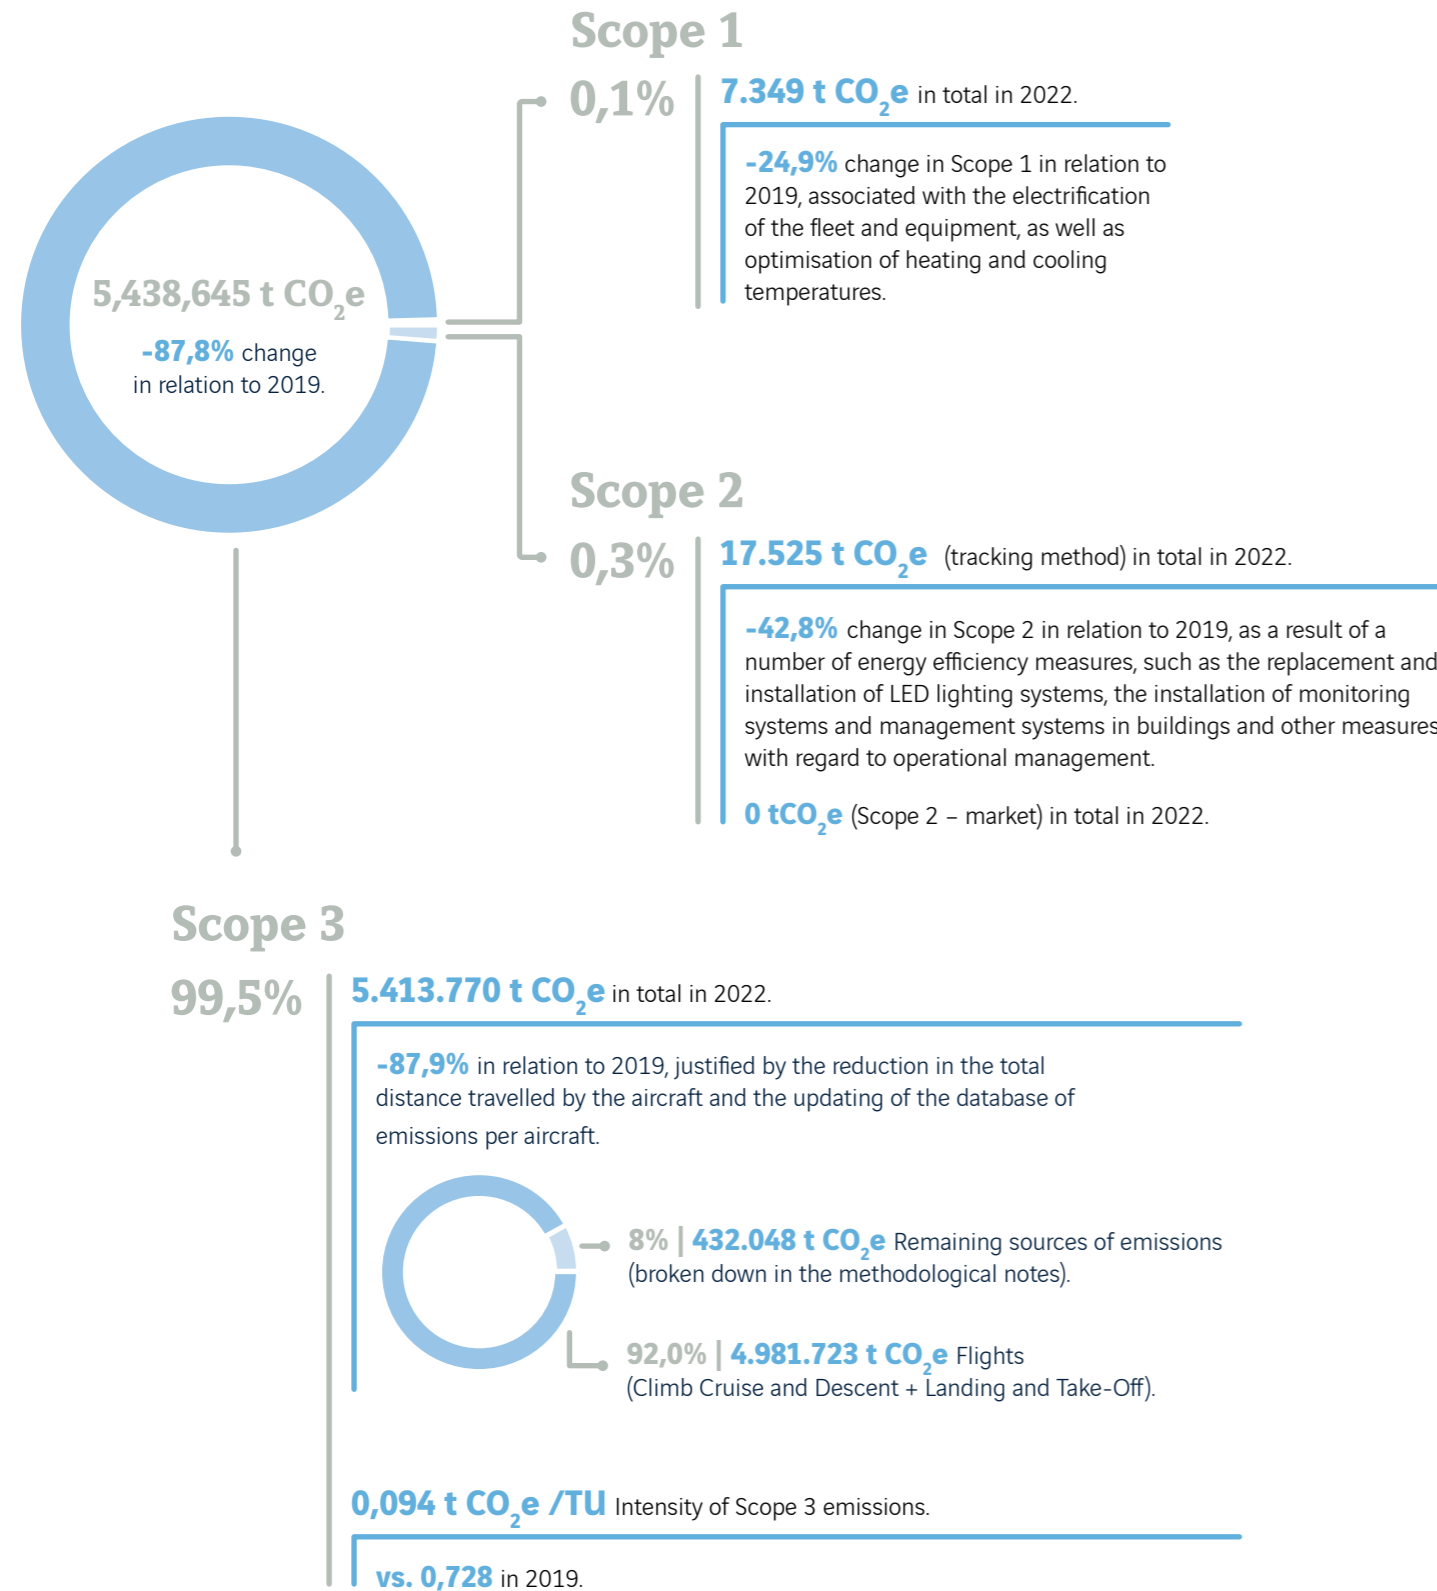 5,438,645 t CO₂e
-87,8% change
in relation to 2019.
Scope 1
0,1%
7.349 t CO₂e in total in 2022.
-24,9% change in Scope 1 in relation to
2019, associated with the electrification
of the fleet and equipment, as well as
optimisation of heating and cooling
temperatures.
Scope 2
0,3%
17.525 t CO₂e (tracking method) in total in 2022.
-42,8% change in Scope 2 in relation to 2019, as a result of a
number of energy efficiency measures, such as the replacement and
installation of LED lighting systems, the installation of monitoring
systems and management systems in buildings and other measures
with regard to operational management.
0 tCO₂e (Scope 2 – market) in total in 2022.
Scope 3
99,5%
5.413.770 t CO₂e in total in 2022.
-87,9% in relation to 2019, justified by the reduction in the total
distance travelled by the aircraft and the updating of the database of
emissions per aircraft.
8% | 432.048 t CO₂e Remaining sources of emissions
(broken down in the methodological notes).
92,0% | 4.981.723 t CO₂e Flights
(Climb Cruise and Descent + Landing and Take-Off).
0,094 t CO₂e /TU Intensity of Scope 3 emissions.
vs. 0,728 in 2019.